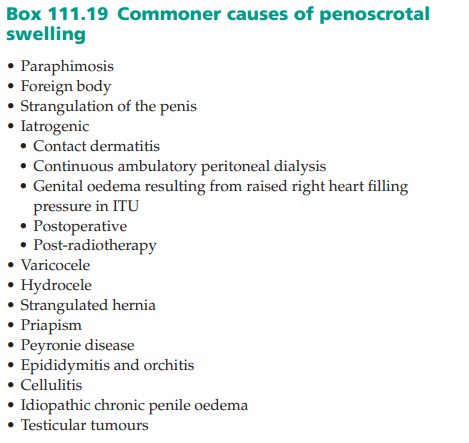 Box 111.19 Commoner causes of penoscrotal
swelling
• Paraphimosis
• Foreign body
• Strangulation of the penis
• Iatrogenic
• Contact dermatitis
• Continuous ambulatory peritoneal dialysis
• Genital oedema resulting from raised right heart filling
pressure in ITU
• Postoperative
• Post-radiotherapy
• Varicocele
• Hydrocele
• Strangulated hernia
• Priapism
• Peyronie disease
• Epididymitis and orchitis
• Cellulitis
• Idiopathic chronic penile oedema
• Testicular tumours